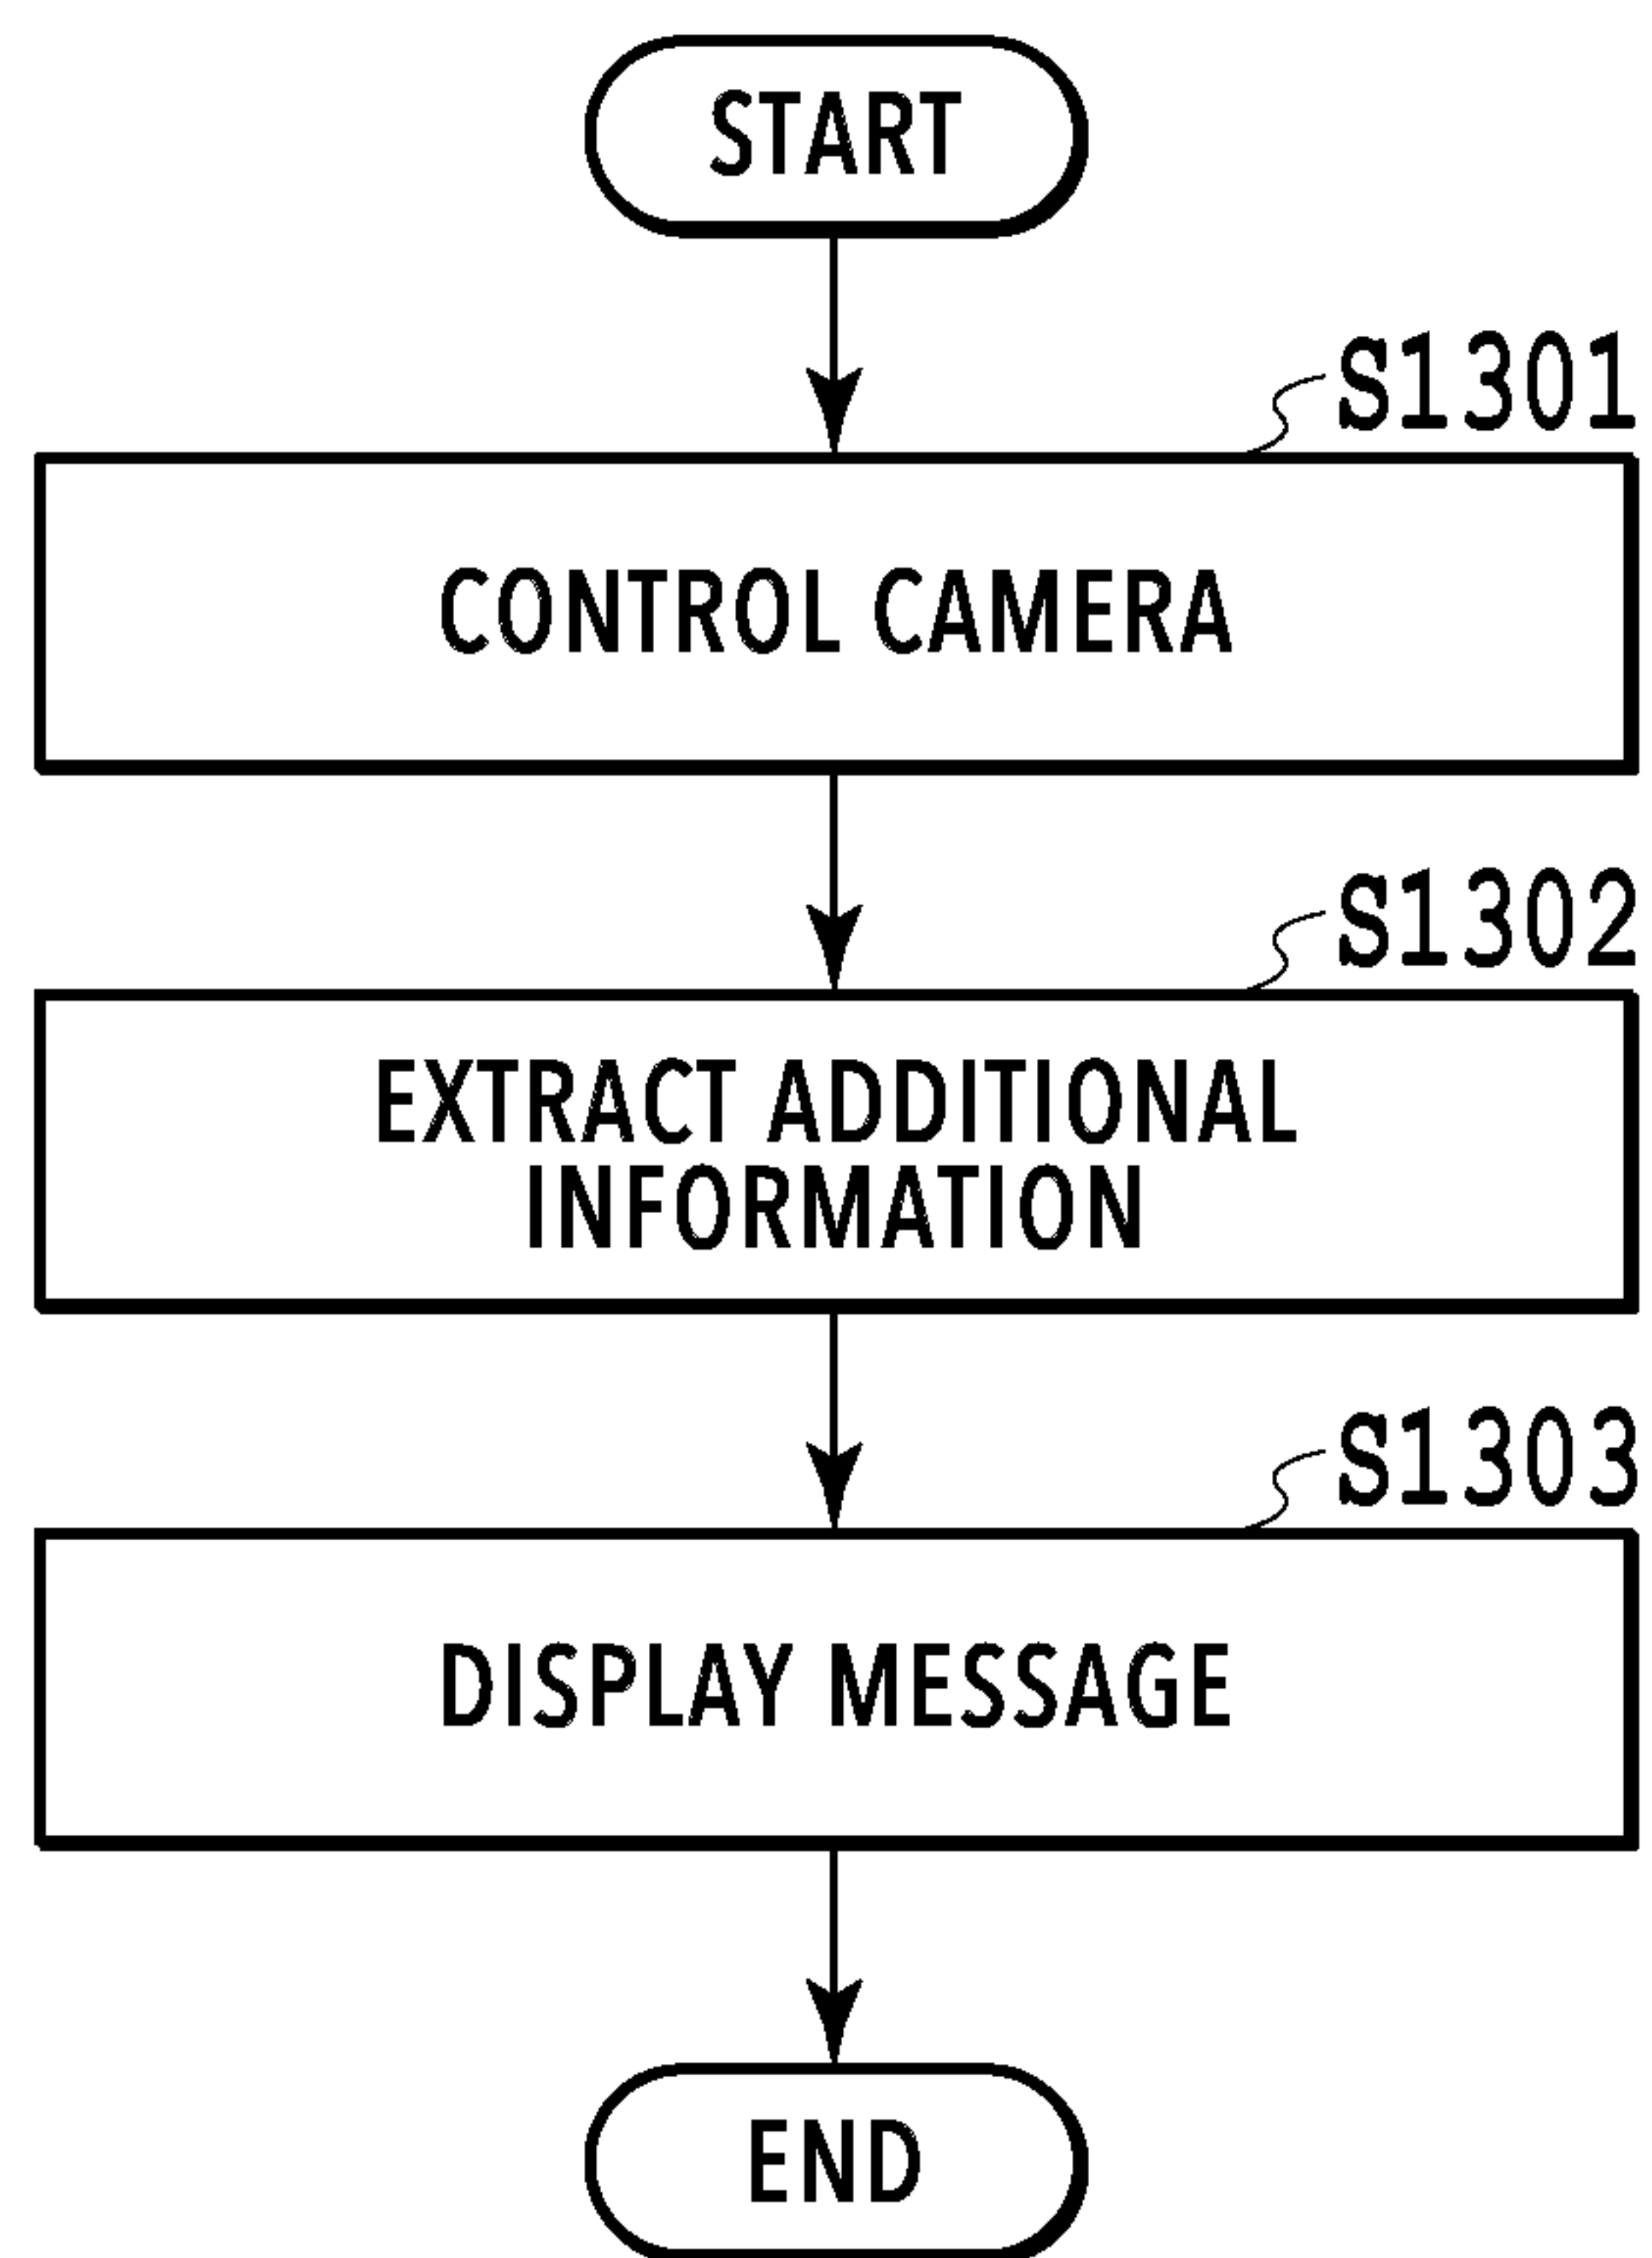 START
S1301
CONTROL CAMERA
S1302
EXTRACT ADDITIONAL
INFORMATION
S1303
DISPLAY MESSAGE
END